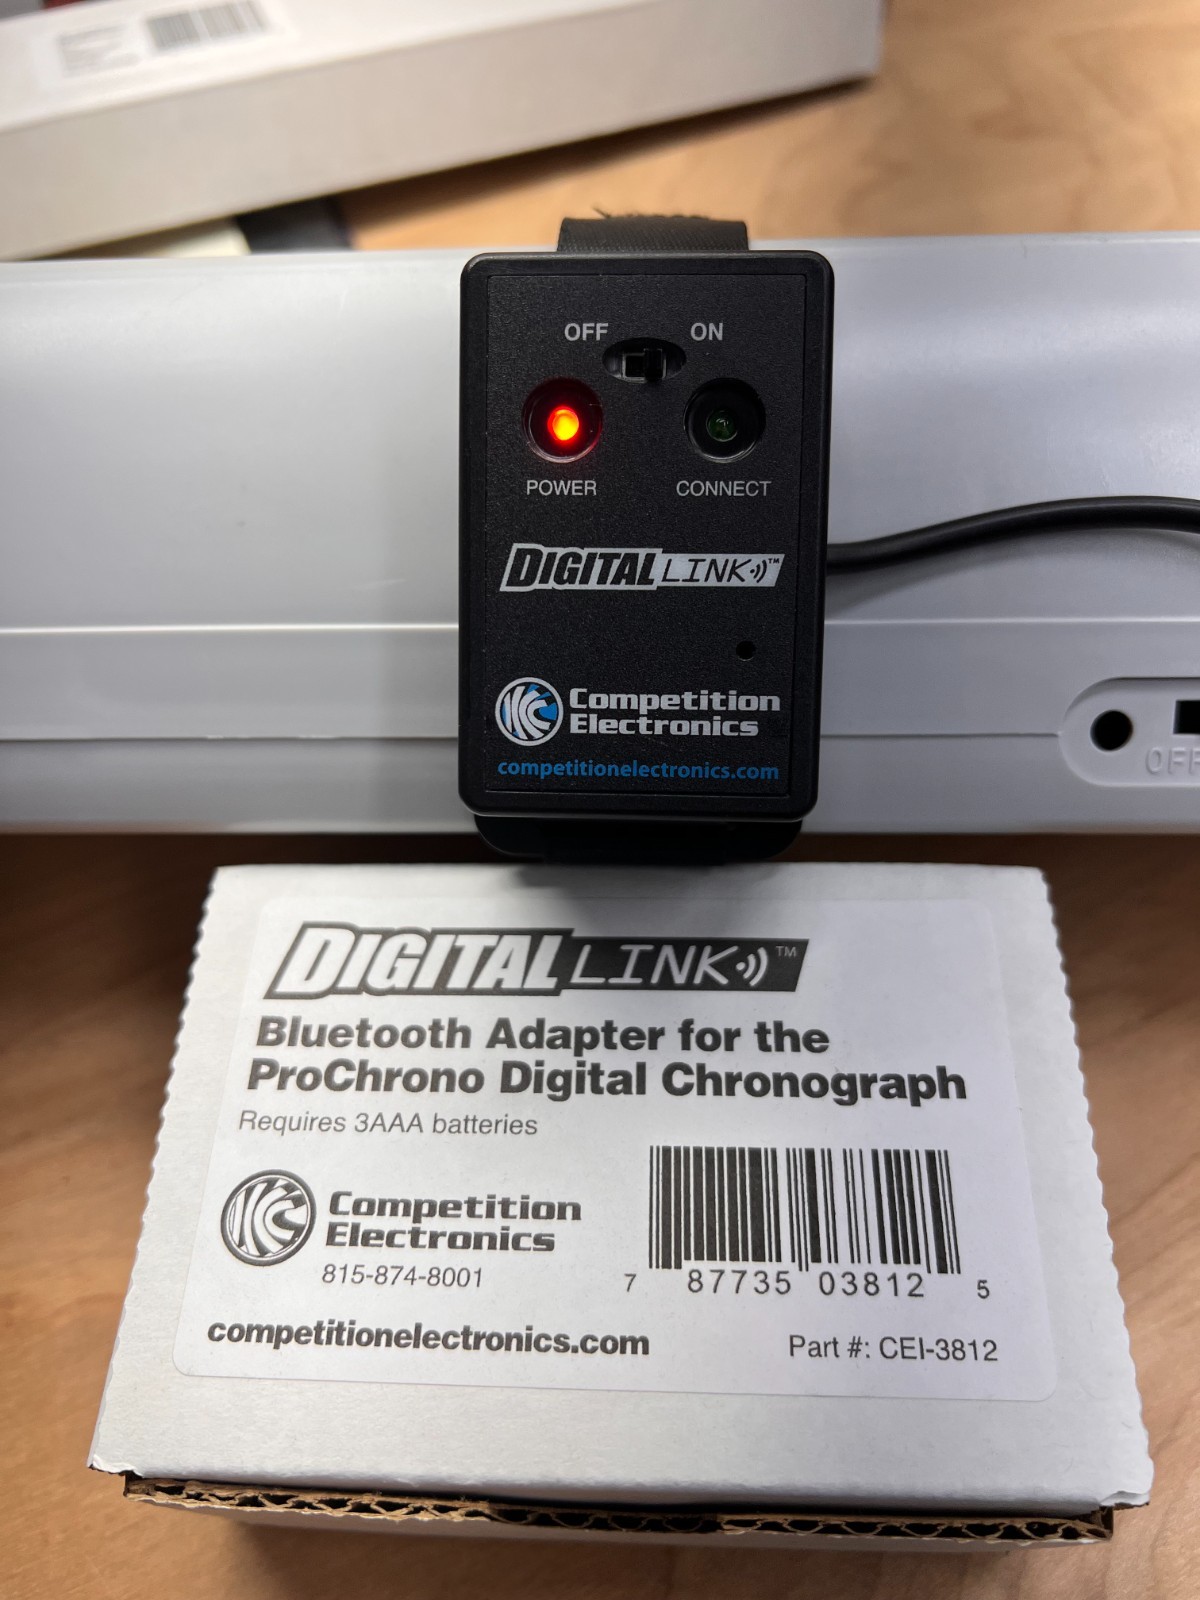 OFF ON
POWER CONNECT
DIGITAL LINK ™
Competition
Electronics
competitionelectronics.com
OFF
DIGITAL LINK ™
Bluetooth Adapter for the
ProChrono Digital Chronograph
Requires 3AAA batteries
Competition
Electronics
815-874-8001
7 87735 03812 5
competitionelectronics.com
Part #: CEI-3812